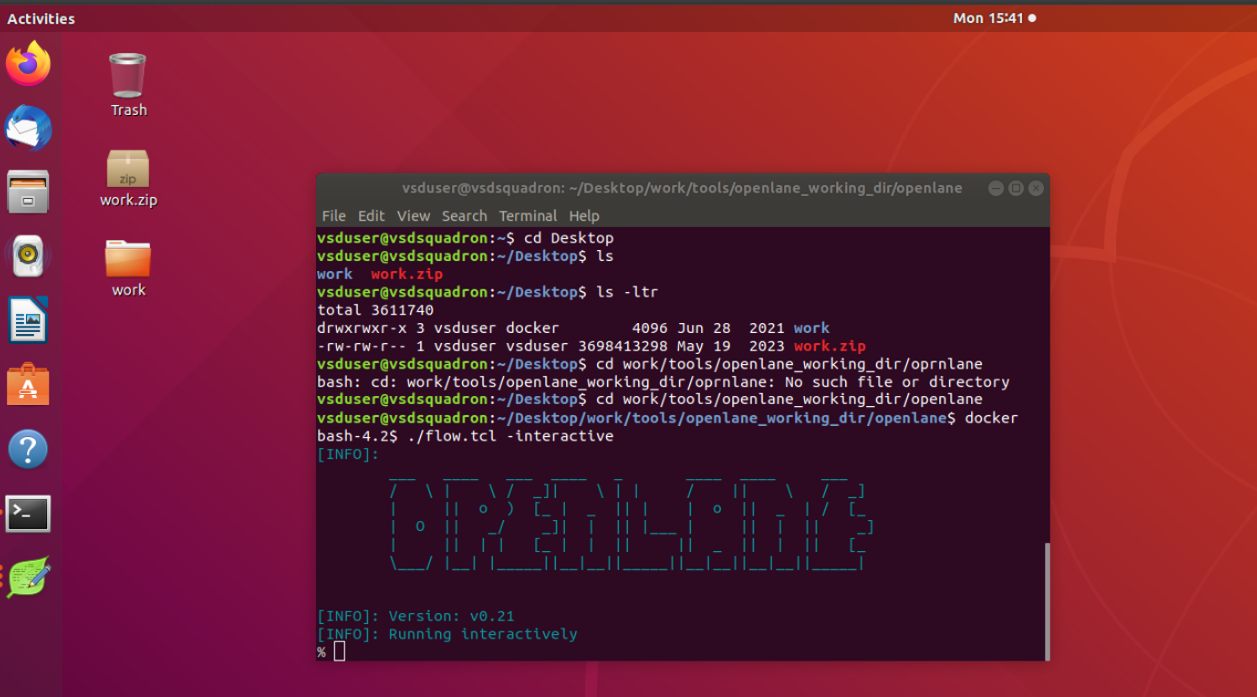 Activities
Mon 15:41
Trash
zip
work.zip
work
vsduser@vsdsquadron: ~/Desktop/work/tools/openlane_working_dir/openlane
File Edit View Search Terminal Help
vsduser@vsdsquadron:~$ cd Desktop
vsduser@vsdsquadron:~/Desktop$ ls
work  work.zip
vsduser@vsdsquadron:~/Desktop$ ls -ltr
total 3611740
drwxrwxr-x 3 vsduser docker        4096 Jun 28  2021 work
-rw-rw-r-- 1 vsduser vsduser 3698413298 May 19  2023 work.zip
vsduser@vsdsquadron:~/Desktop$ cd work/tools/openlane_working_dir/oprnlane
bash: cd: work/tools/openlane_working_dir/oprnlane: No such file or directory
vsduser@vsdsquadron:~/Desktop$ cd work/tools/openlane_working_dir/openlane
vsduser@vsdsquadron:~/Desktop/work/tools/openlane_working_dir/openlane$ docker
bash-4.2$ ./flow.tcl -interactive
[INFO]:
OPENLANE
[INFO]: Version: v0.21
[INFO]: Running interactively
%